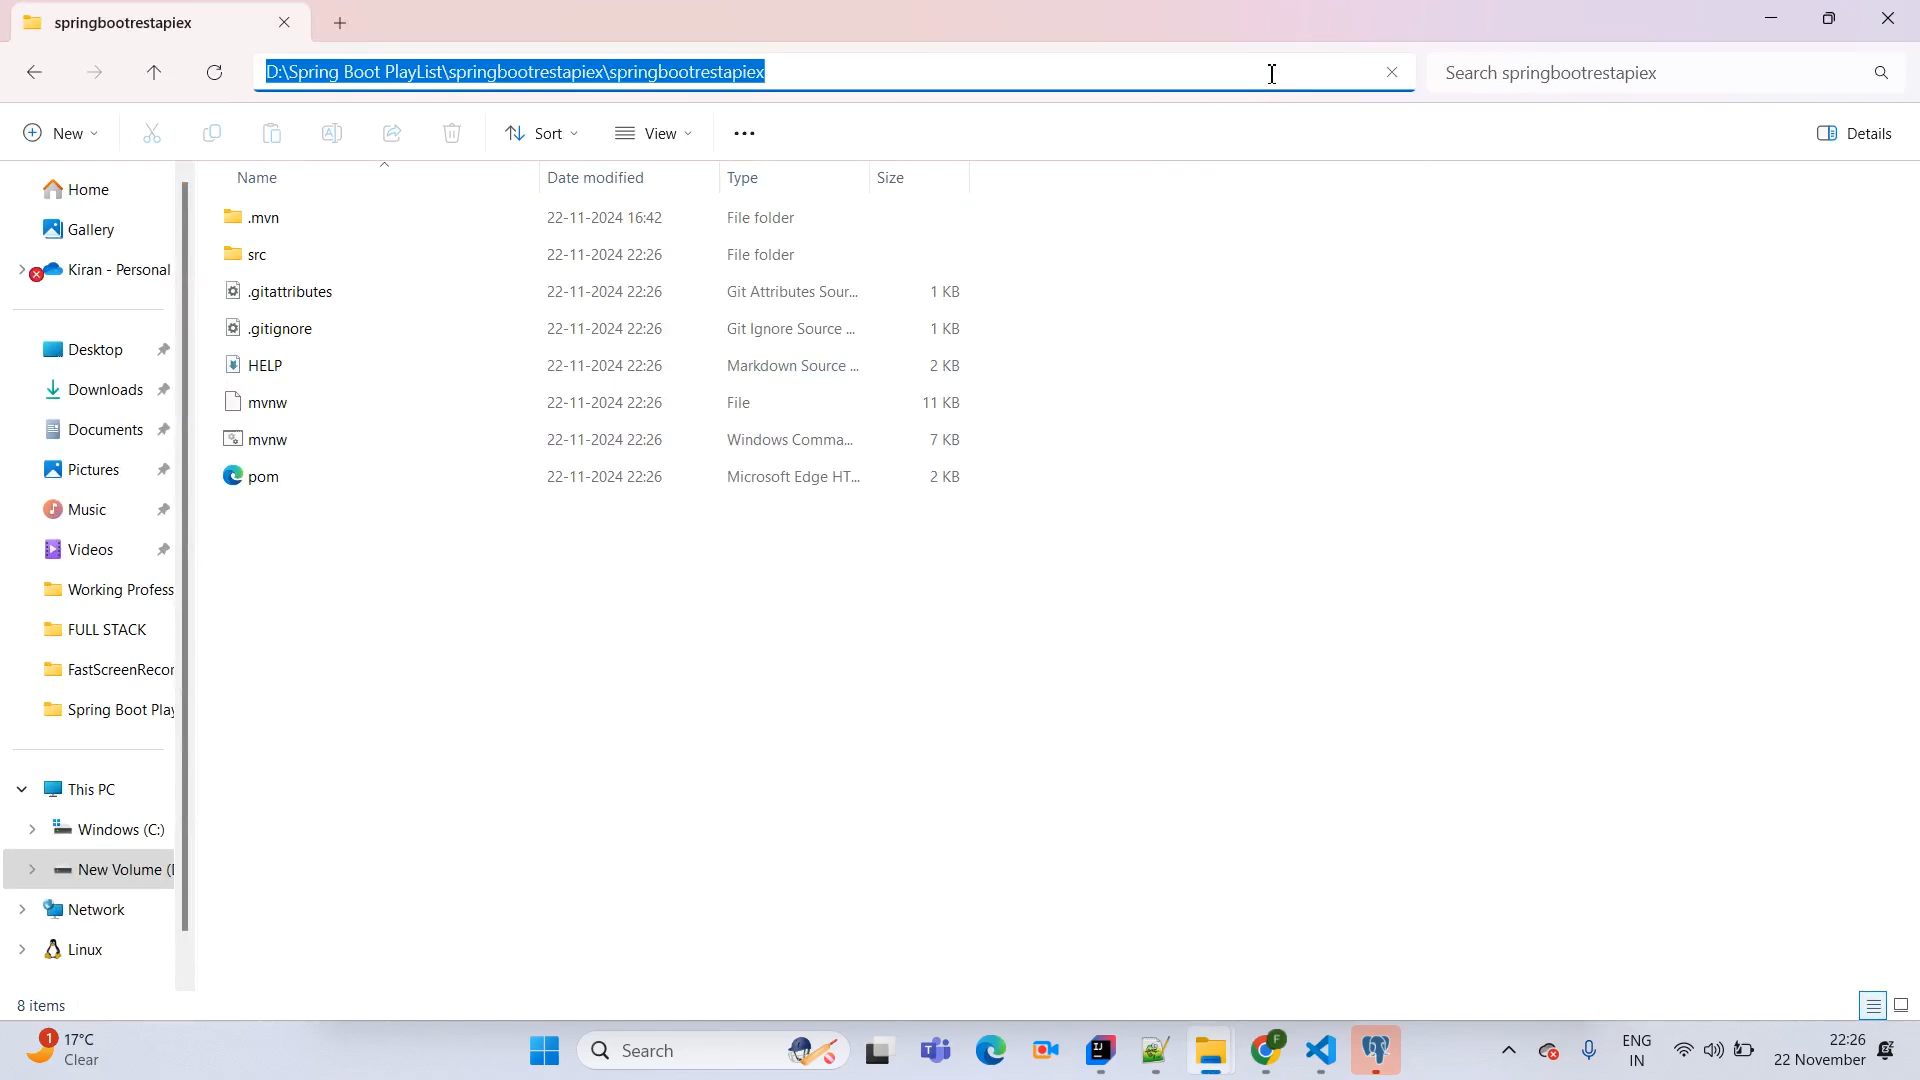 springbootrestapiex
D:\Spring Boot PlayList\springbootrestapiex\springbootrestapiex
Search springbootrestapiex
New
Sort
View
Details
Name Date modified Type Size
.mvn 22-11-2024 16:42 File folder
src 22-11-2024 22:26 File folder
.gitattributes 22-11-2024 22:26 Git Attributes Sour... 1 KB
.gitignore 22-11-2024 22:26 Git Ignore Source ... 1 KB
HELP 22-11-2024 22:26 Markdown Source ... 2 KB
mvnw 22-11-2024 22:26 File 11 KB
mvnw 22-11-2024 22:26 Windows Comma... 7 KB
pom 22-11-2024 22:26 Microsoft Edge HT... 2 KB
Home
Gallery
Kiran - Personal
Desktop
Downloads
Documents
Pictures
Music
Videos
Working Profess
FULL STACK
FastScreenRecor
Spring Boot Play
This PC
Windows (C:)
New Volume (
Network
Linux
8 items
1
17°C
Clear
Search
F
ENG
IN
22:26
22 November